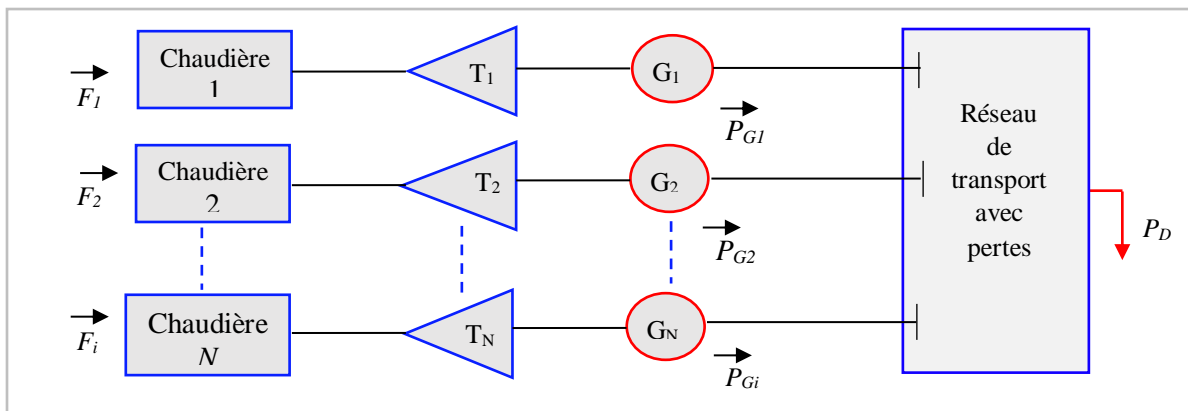 Chaudière
1
F1
T1
G1
PG1
Chaudière
2
F2
T2
G2
PG2
Chaudière
N
Fi
TN
GN
PGi
Réseau
de
transport
avec
pertes
PD